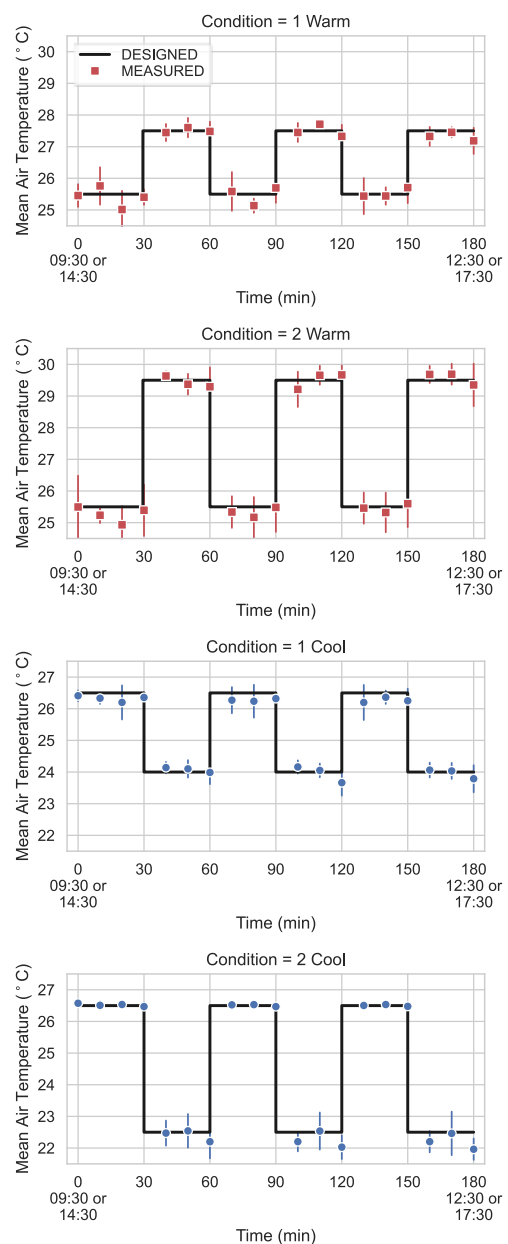 Condition = 1 Warm
Mean Air Temperature (°C)
30
29
28
27
26
25
DESIGNED
MEASURED
0 30 60 90 120 150 180
09:30 or 12:30 or
14:30 17:30
Time (min)
Condition = 2 Warm
Mean Air Temperature (°C)
30
29
28
27
26
25
0 30 60 90 120 150 180
09:30 or 12:30 or
14:30 17:30
Time (min)
Condition = 1 Cool
Mean Air Temperature (°C)
27
26
25
24
23
22
0 30 60 90 120 150 180
09:30 or 12:30 or
14:30 17:30
Time (min)
Condition = 2 Cool
Mean Air Temperature (°C)
27
26
25
24
23
22
0 30 60 90 120 150 180
09:30 or 12:30 or
14:30 17:30
Time (min)